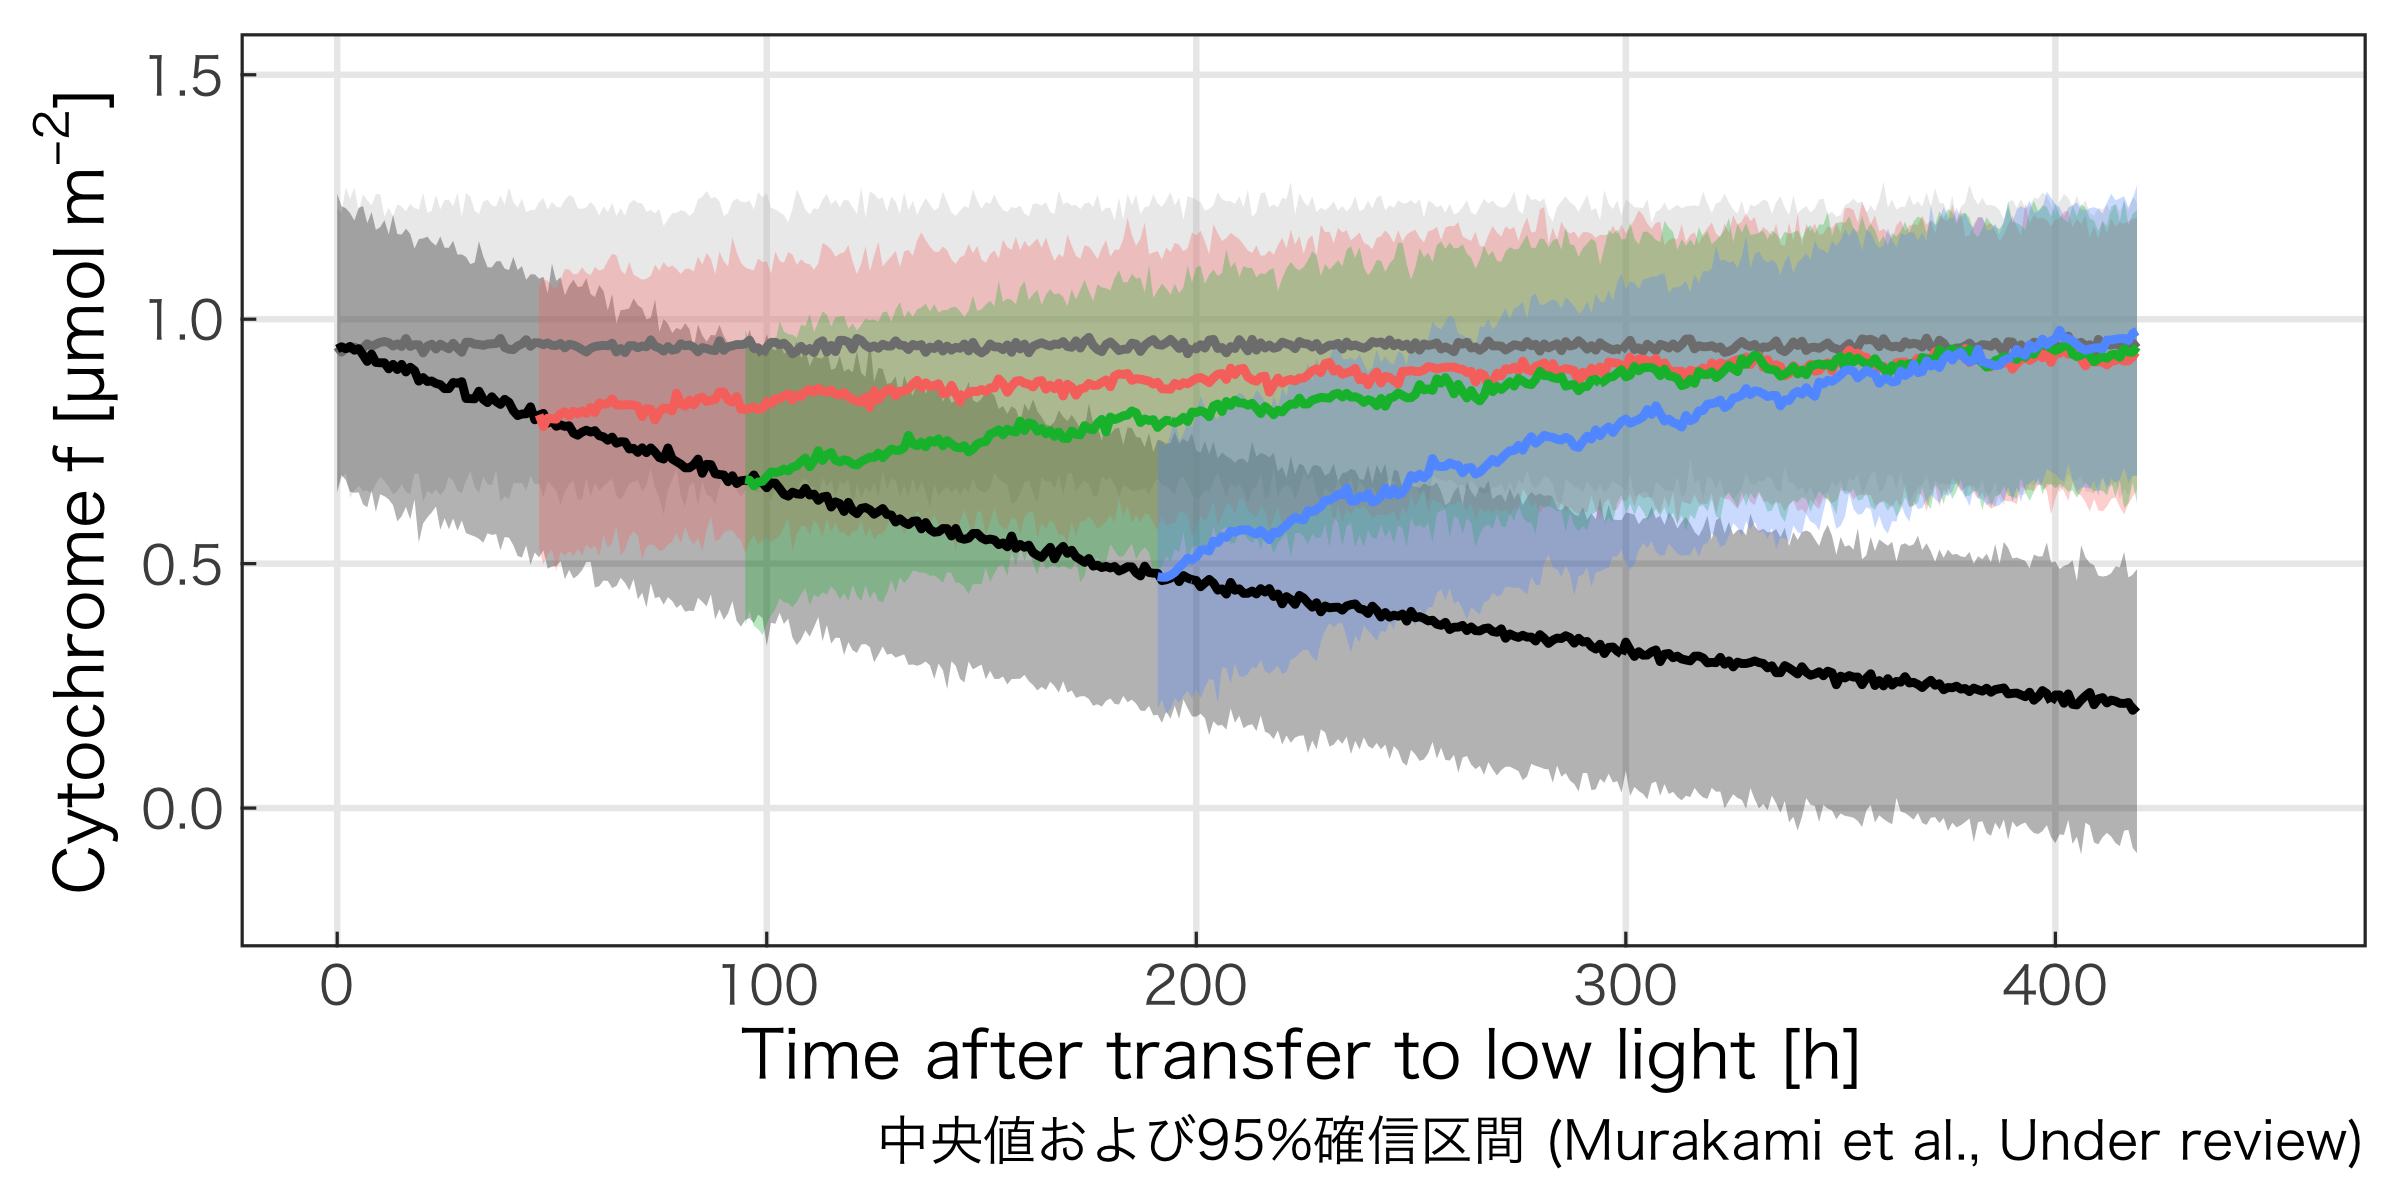 Cytochrome f [μmol m⁻²]
1.5
1.0
0.5
0.0
0 100 200 300 400
Time after transfer to low light [h]
中央値および95%確信区間 (Murakami et al., Under review)